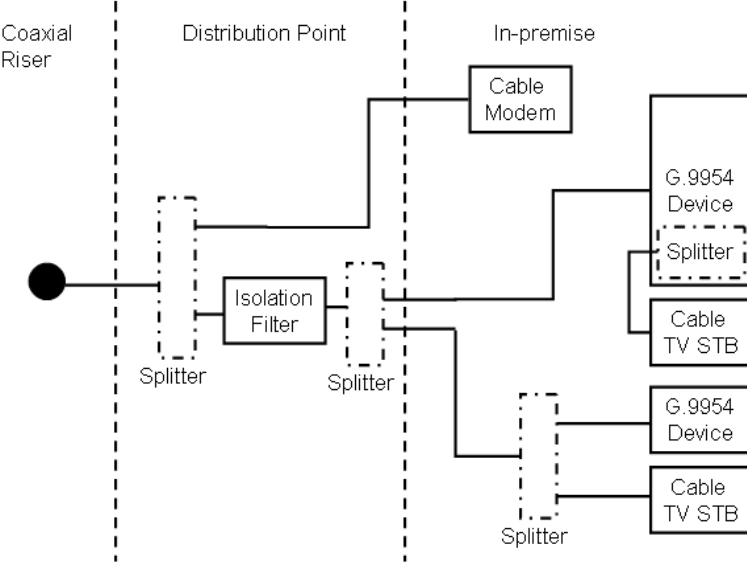 Coaxial
Riser
Distribution Point
In-premise
Cable
Modem
G.9954
Device
Splitter
Isolation
Filter
Cable
TV STB
Splitter
Splitter
G.9954
Device
Cable
TV STB
Splitter